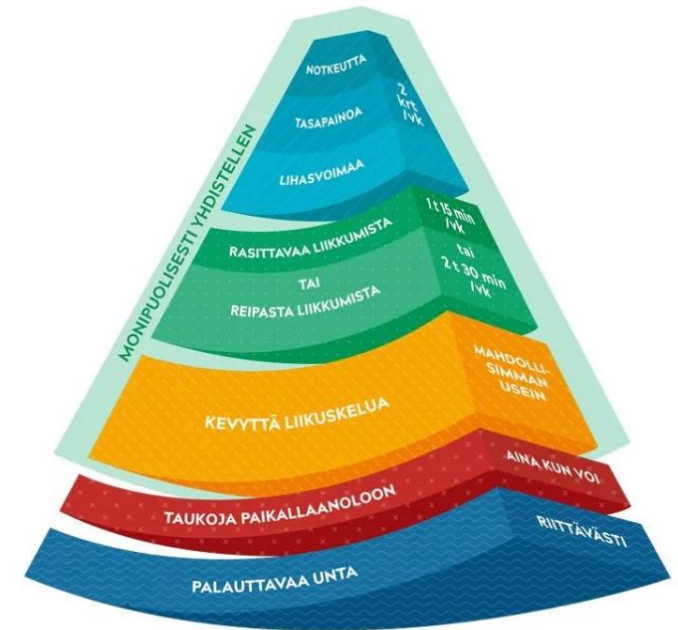 MONIPUOLISESTI YHDISTELLEN
NOTKEUTTA
TASAPAINOA
LIHASVOIMAA
2
krt
/vk
RASITTAVAA LIIKKUMISTA
1 t 15 min
/vk
TAI
tai
REIPASTA LIIKKUMISTA
2 t 30 min
/vk
KEVYTTÄ LIIKUSKELUA
MAHDOLLI-
SIMMAN
USEIN
TAUKOJA PAIKALLAANOLOON
AINA KUN VOI
PALAUTTAVAA UNTA
RIITTÄVÄSTI